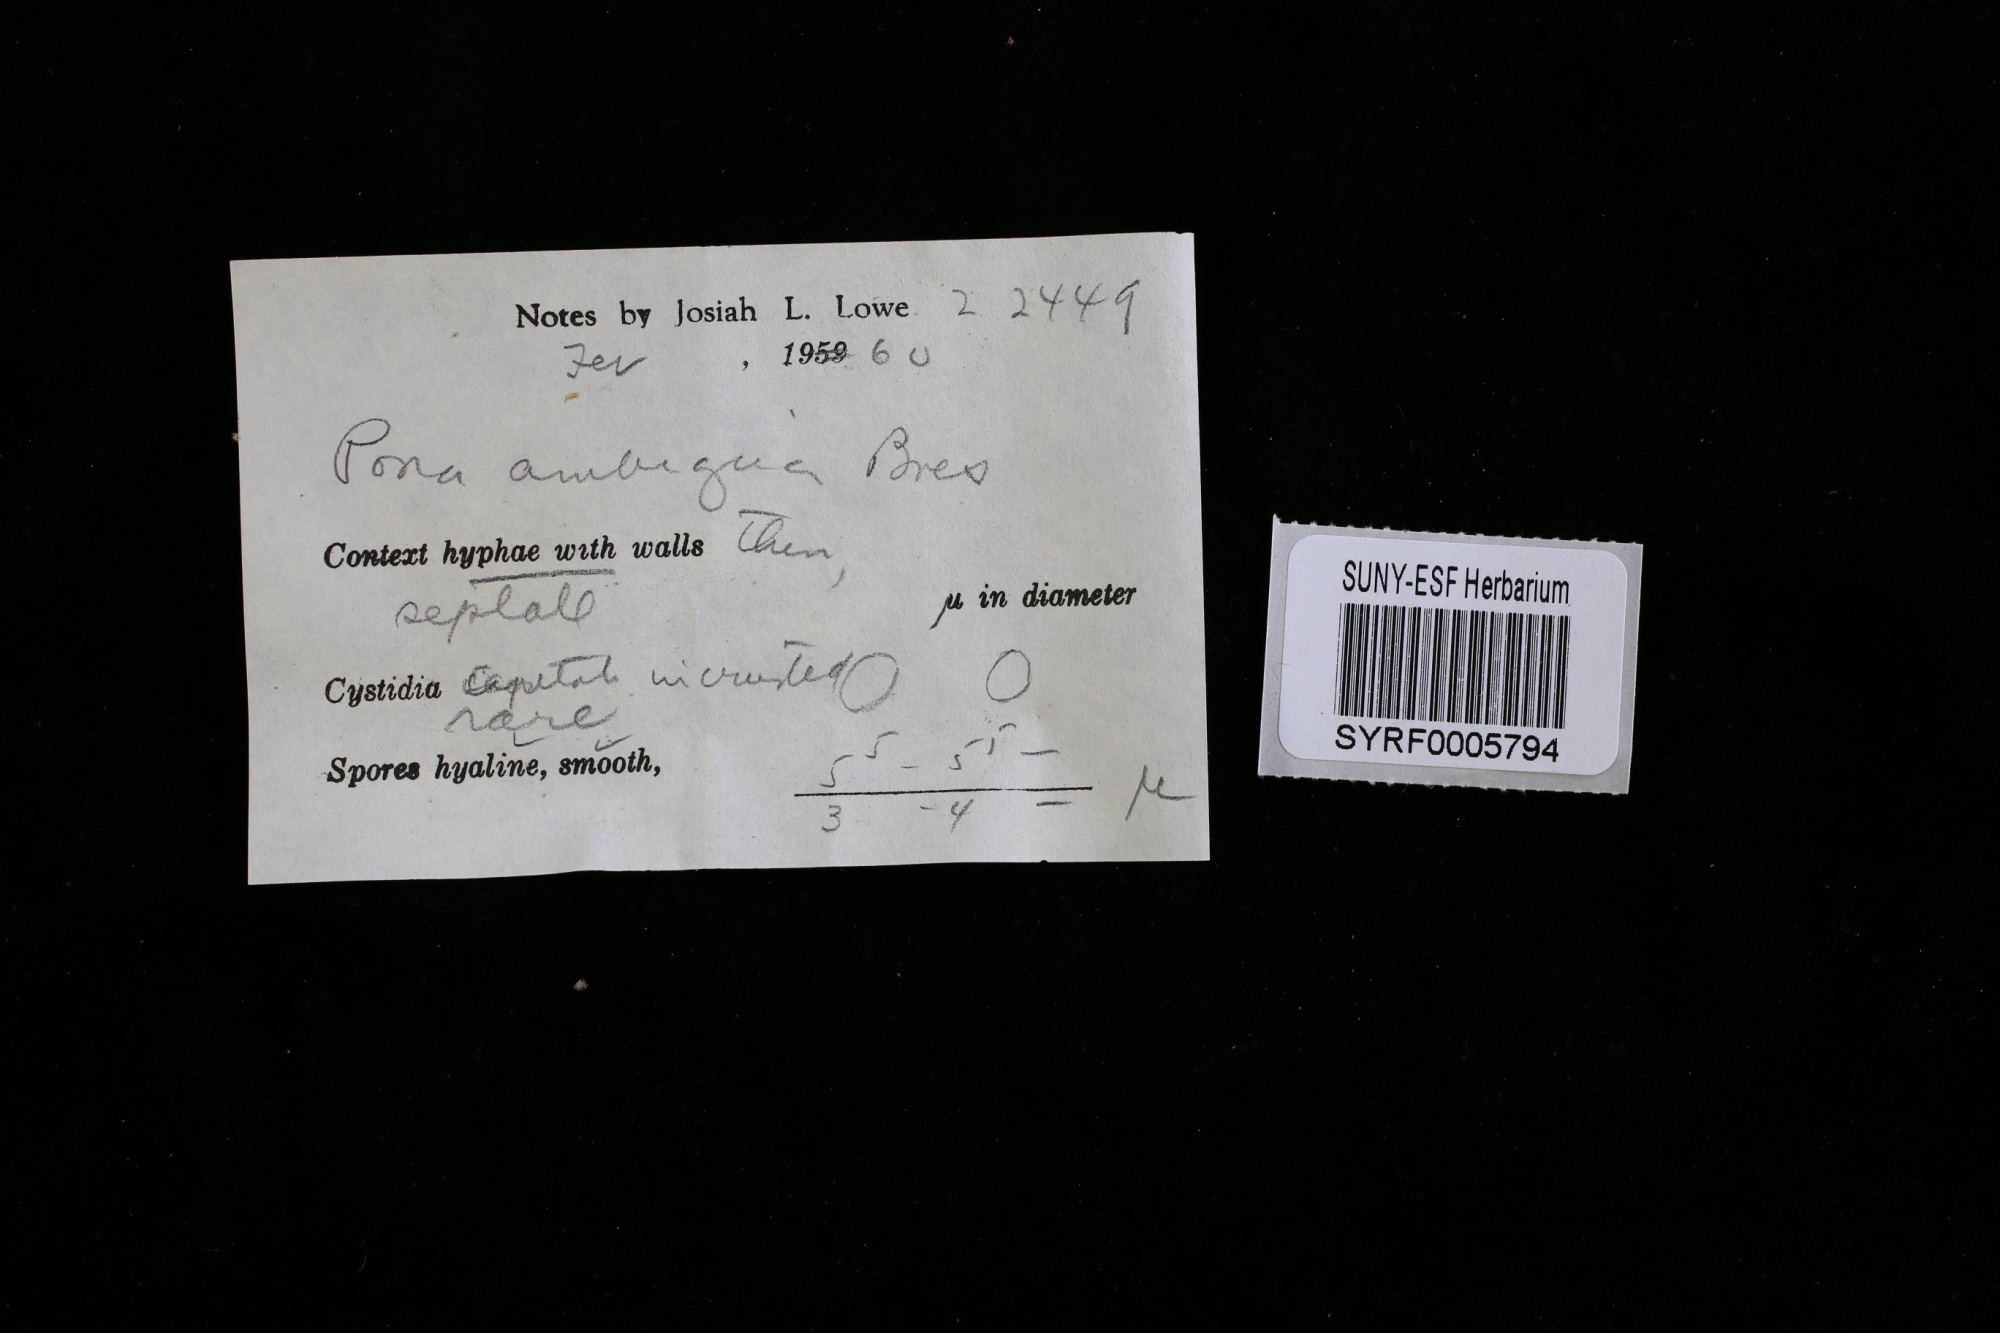 Notes by Josiah L. Lowe 2 2449
, 1959 60
Poria ambigua Bres
Context hyphae with walls thin,
septate
µ in diameter
Cystidia capitate incrusted
rare
Spores hyaline, smooth,
5 5 - 5 5 -
3 - 4 - µ
SUNY-ESF Herbarium
SYRF0005794